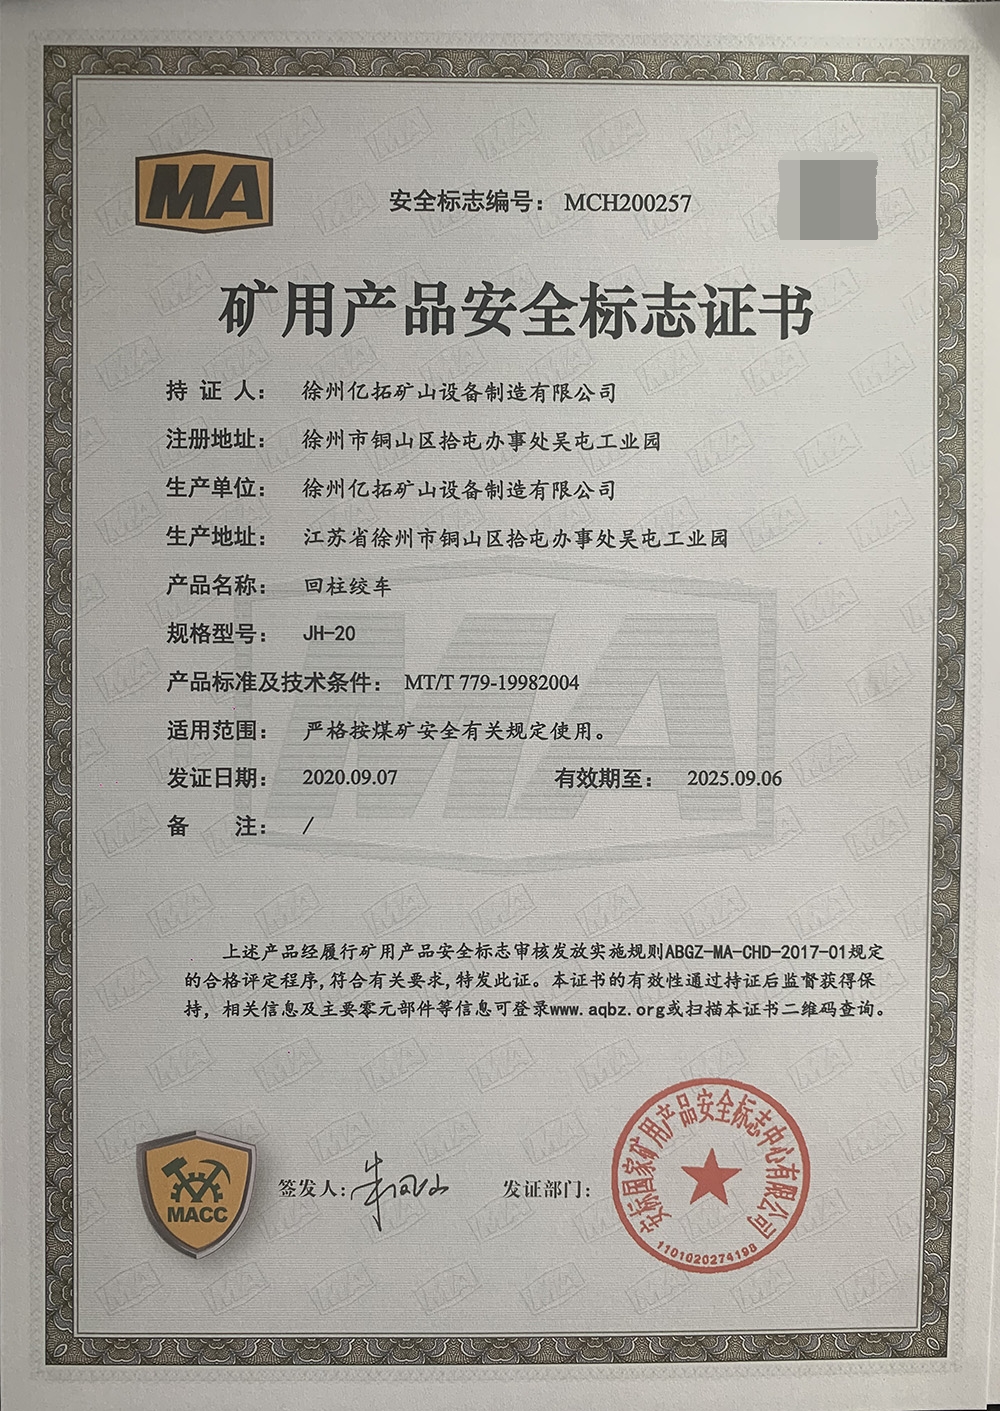 MA
安全标志编号： MCH200257
矿用产品安全标志证书
持 证 人： 徐州亿拓矿山设备制造有限公司
注册地址： 徐州市铜山区拾屯办事处吴屯工业园
生产单位： 徐州亿拓矿山设备制造有限公司
生产地址： 江苏省徐州市铜山区拾屯办事处吴屯工业园
产品名称： 回柱绞车
规格型号： JH-20
产品标准及技术条件： MT/T 779-19982004
适用范围： 严格按煤矿安全有关规定使用。
发证日期： 2020.09.07 有效期至： 2025.09.06
备 注： /
上述产品经履行矿用产品安全标志审核发放实施规则ABGZ-MA-CHD-2017-01规定
的合格评定程序,符合有关要求,特发此证。本证书的有效性通过持证后监督获得保
持，相关信息及主要零元部件等信息可登录www.aqbz.org或扫描本证书二维码查询。
MACC
签发人：
发证部门：
安标国家矿用产品安全标志中心有限公司
1101020274198